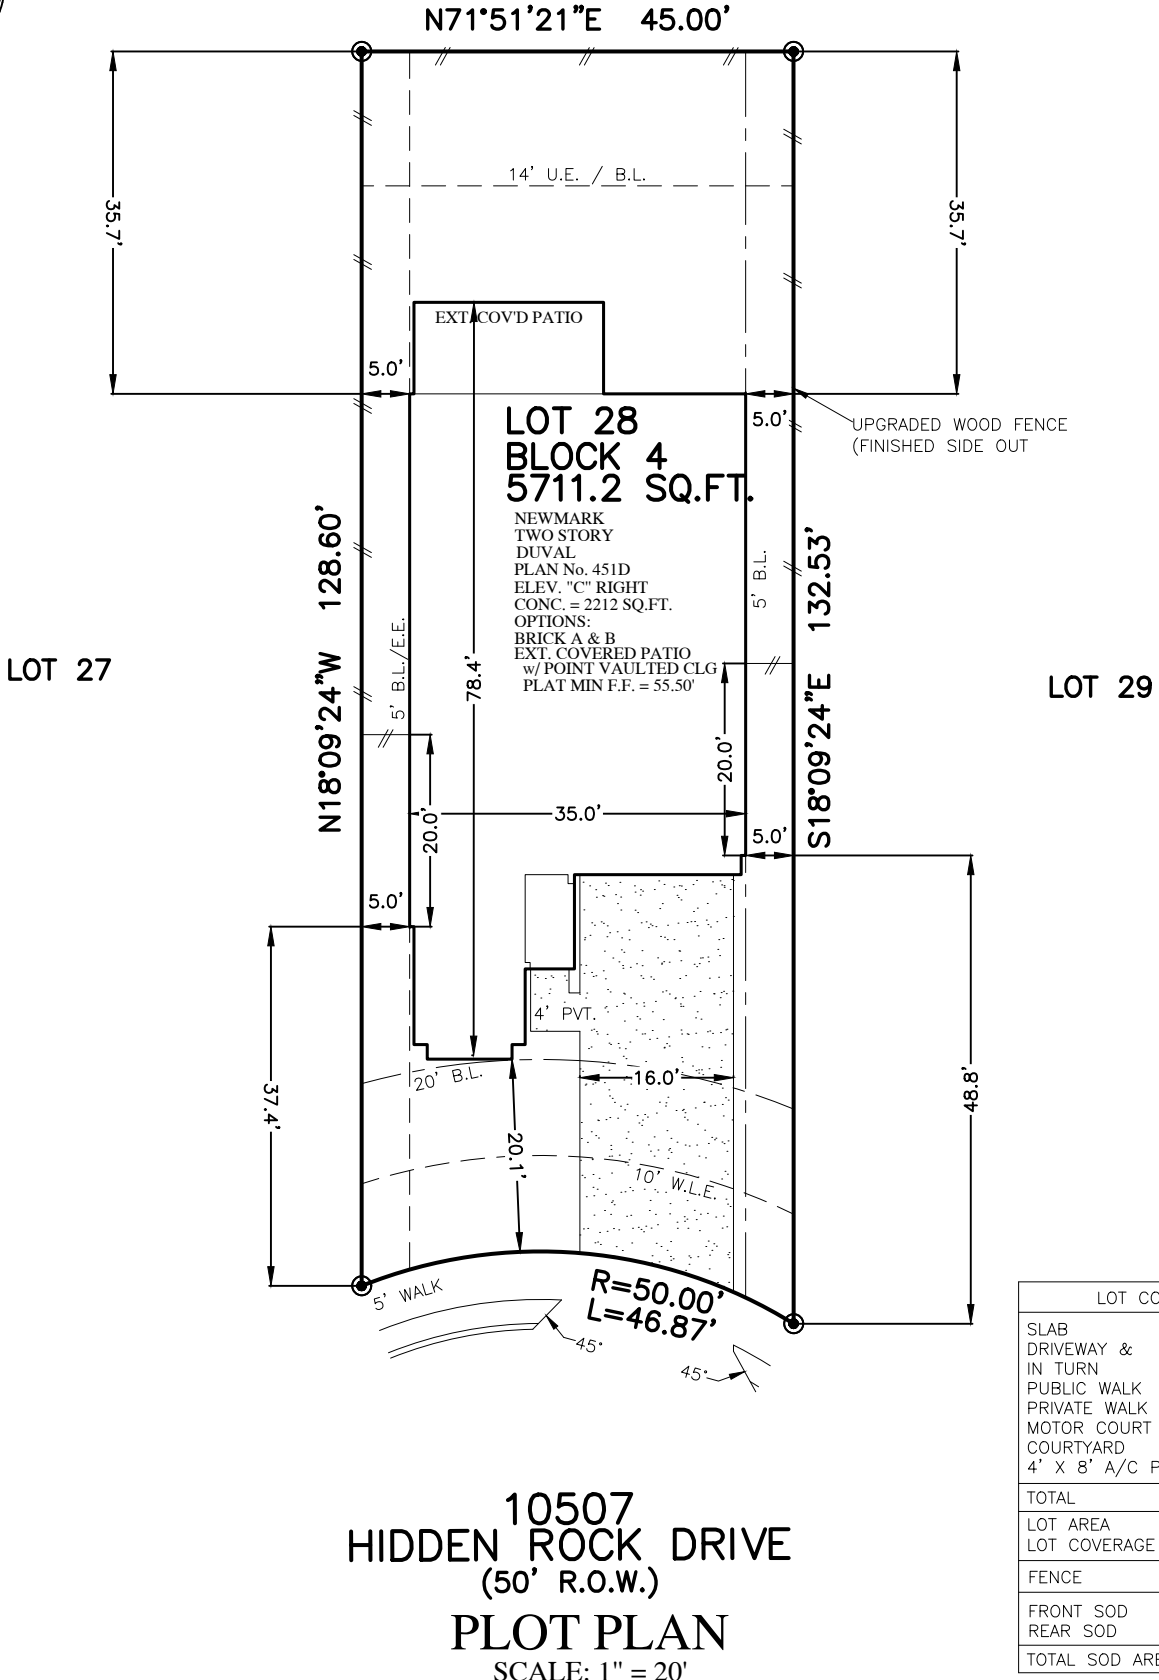 N71°51'21"E 45.00'
35.7'
35.7'
14' U.E. / B.L.
EXT. COV'D PATIO
5.0'
5.0'
UPGRADED WOOD FENCE
(FINISHED SIDE OUT
LOT 28
BLOCK 4
5711.2 SQ.FT.
NEWMARK
TWO STORY
DUVAL
PLAN No. 451D
ELEV. "C" RIGHT
CONC. = 2212 SQ.FT.
OPTIONS:
BRICK A & B
EXT. COVERED PATIO
w/ POINT VAULTED CLG
PLAT MIN F.F. = 55.50'
N18°09'24"W 128.60'
5' B.L./E.E.
78.4'
5' B.L.
S18°09'24"E 132.53'
LOT 27
LOT 29
20.0'
20.0'
35.0'
5.0'
5.0'
4' PVT.
20' B.L.
16.0'
37.4'
48.8'
20.1'
10' W.L.E.
5' WALK
R=50.00'
L=46.87'
45°
45°
LOT CO
SLAB
DRIVEWAY &
IN TURN
PUBLIC WALK
PRIVATE WALK
MOTOR COURT
COURTYARD
4' X 8' A/C P
TOTAL
LOT AREA
LOT COVERAGE
FENCE
FRONT SOD
REAR SOD
TOTAL SOD ARE
10507
HIDDEN ROCK DRIVE
(50' R.O.W.)
PLOT PLAN
SCALE: 1" = 20'